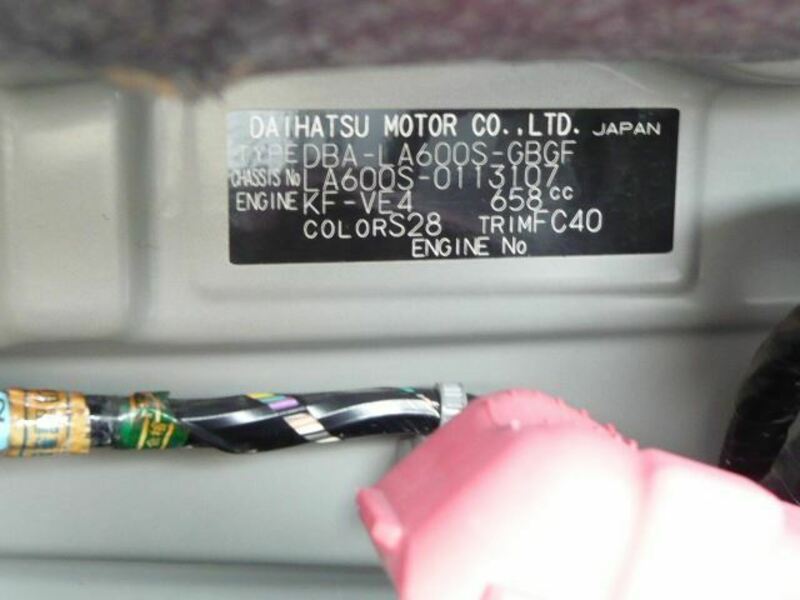 DAIHATSU MOTOR CO.,LTD. JAPAN
TYPE DBA-LA600S-GBGF
CHASSIS No LA600S-0113107
ENGINE KF-VE4 658cc
COLOR S28 TRIM FC40
ENGINE No